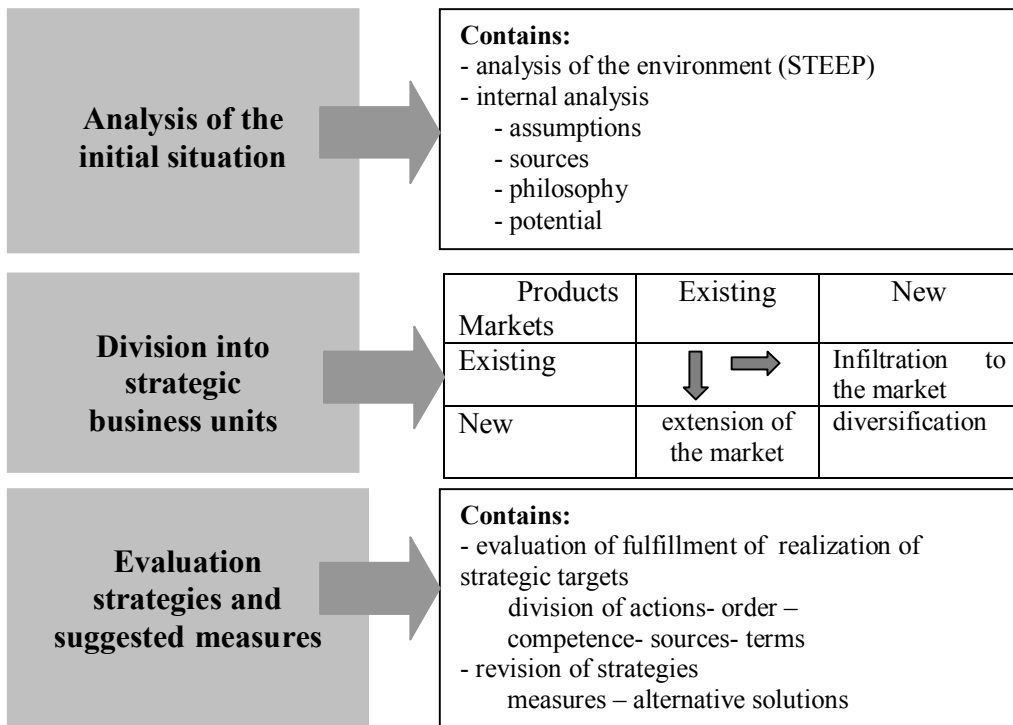 Analysis of the
initial situation
Contains:
- analysis of the environment (STEEP)
- internal analysis
- assumptions
- sources
- philosophy
- potential
Division into
strategic
business units
Products
Markets
Existing
New
Existing
Infiltration to
the market
New
extension of
the market
diversification
Evaluation
strategies and
suggested measures
Contains:
- evaluation of fulfillment of realization of
strategic targets
division of actions- order –
competence- sources- terms
- revision of strategies
measures – alternative solutions